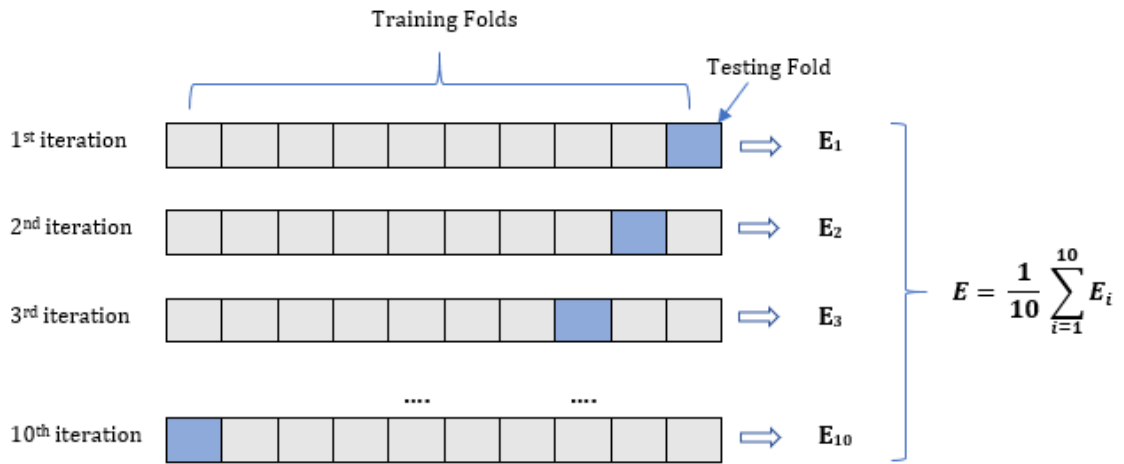 Training Folds
Testing Fold
1st iteration
E1
2nd iteration
E2
3rd iteration
E3
E = 1/10 ∑ i=1 10 Ei
.... ....
10th iteration
E10